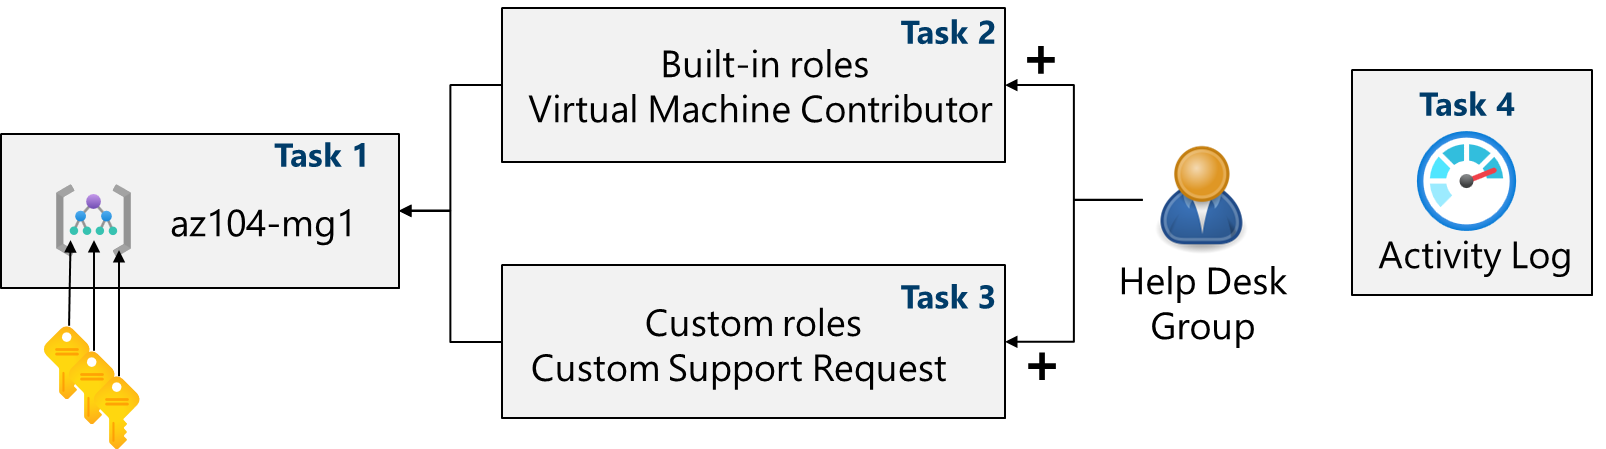 Task 1
az104-mg1
Task 2
Built-in roles
Virtual Machine Contributor
Task 3
Custom roles
Custom Support Request
+
+
Help Desk
Group
Task 4
Activity Log